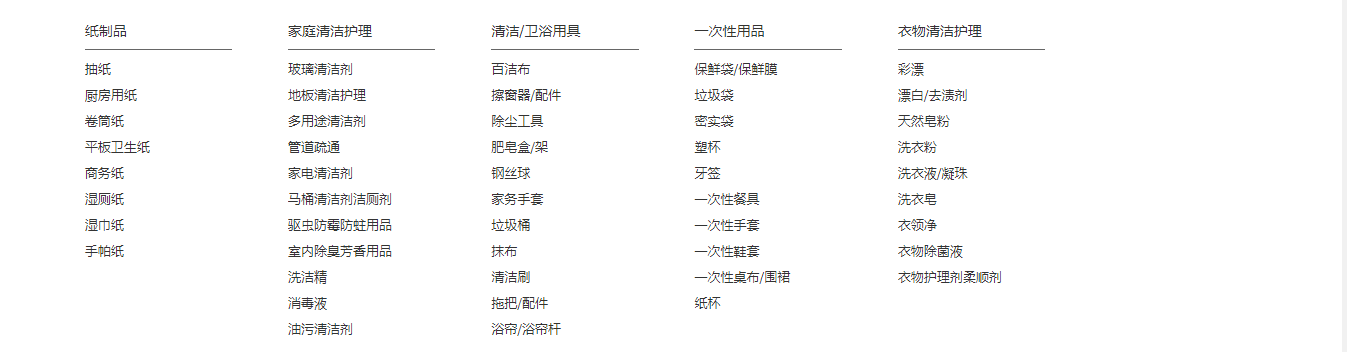 纸制品
抽纸
厨房用纸
卷筒纸
平板卫生纸
商务纸
湿厕纸
湿巾纸
手帕纸
家庭清洁护理
玻璃清洁剂
地板清洁护理
多用途清洁剂
管道疏通
家电清洁剂
马桶清洁剂洁厕剂
驱虫防霉防蛀用品
室内除臭芳香用品
洗洁精
消毒液
油污清洁剂
清洁/卫浴用具
百洁布
擦窗器/配件
除尘工具
肥皂盒/架
钢丝球
家务手套
垃圾桶
抹布
清洁刷
拖把/配件
浴帘/浴帘杆
一次性用品
保鲜袋/保鲜膜
垃圾袋
密实袋
塑杯
牙签
一次性餐具
一次性手套
一次性鞋套
一次性桌布/围裙
纸杯
衣物清洁护理
彩漂
漂白/去渍剂
天然皂粉
洗衣粉
洗衣液/凝珠
洗衣皂
衣领净
衣物除菌液
衣物护理剂柔顺剂